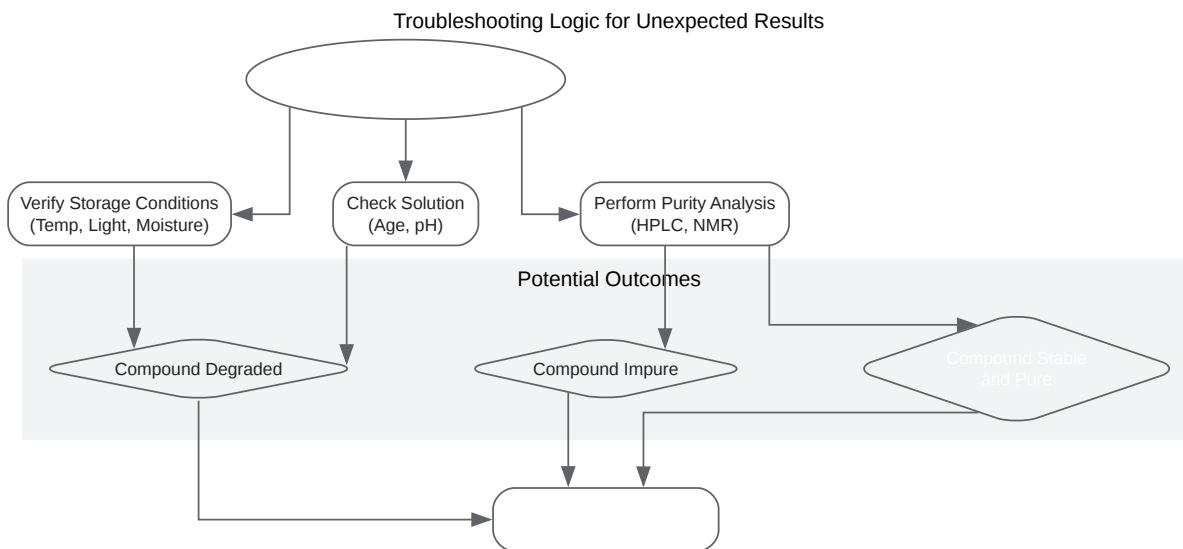 Troubleshooting Logic for Unexpected Results
Verify Storage Conditions
(Temp, Light, Moisture)
Check Solution
(Age, pH)
Perform Purity Analysis
(HPLC, NMR)
Potential Outcomes
Compound Degraded
Compound Impure
Compound Stable
and Pure